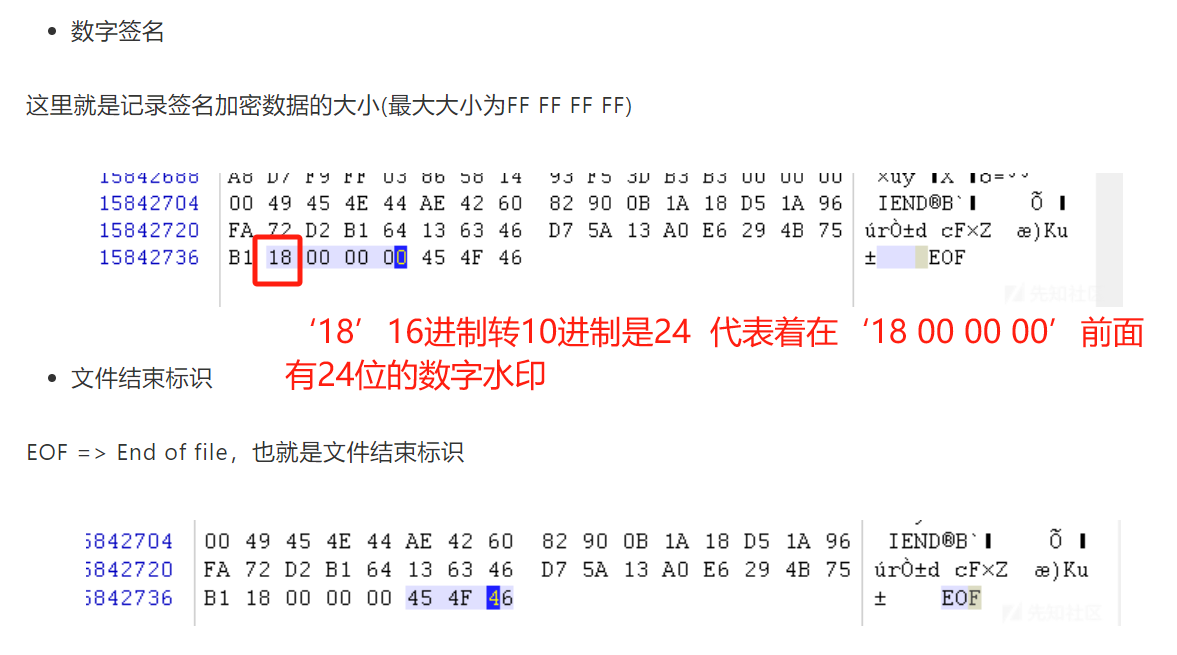 数字签名
这里就是记录签名加密数据的大小(最大大小为FF FF FF FF)
15842688 A8 D7 F9 FF 03 86 58 14 93 F5 3D B3 B3 00 00 00
15842704 00 49 45 4E 44 AE 42 60 82 90 0B 1A 18 D5 1A 96 IEND®B`Õ
15842720 FA 72 D2 B1 64 13 63 46 D7 5A 13 A0 E6 29 4B 75 úrÒ±d cF×Z æ)Ku
15842736 B1 18 00 00 00 45 4F 46 ± EOF
先知社区
‘18’ 16进制转10进制是24 代表着在‘18 00 00 00’前面
有24位的数字水印
文件结束标识
EOF => End of file，也就是文件结束标识
5842704 00 49 45 4E 44 AE 42 60 82 90 0B 1A 18 D5 1A 96 IEND®B` Õ
5842720 FA 72 D2 B1 64 13 63 46 D7 5A 13 A0 E6 29 4B 75 úrÒ±d cF×Z æ)Ku
5842736 B1 18 00 00 00 45 4F 46 ± EOF
先知社区